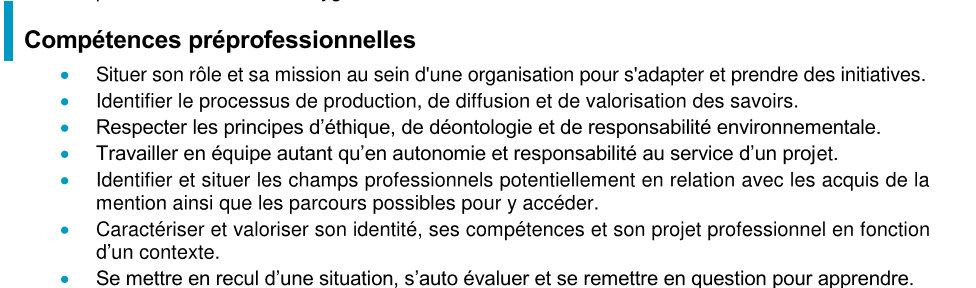 Compétences préprofessionnelles
• Situer son rôle et sa mission au sein d'une organisation pour s'adapter et prendre des initiatives.
• Identifier le processus de production, de diffusion et de valorisation des savoirs.
• Respecter les principes d’éthique, de déontologie et de responsabilité environnementale.
• Travailler en équipe autant qu’en autonomie et responsabilité au service d’un projet.
• Identifier et situer les champs professionnels potentiellement en relation avec les acquis de la
mention ainsi que les parcours possibles pour y accéder.
• Caractériser et valoriser son identité, ses compétences et son projet professionnel en fonction
d’un contexte.
• Se mettre en recul d’une situation, s’auto évaluer et se remettre en question pour apprendre.